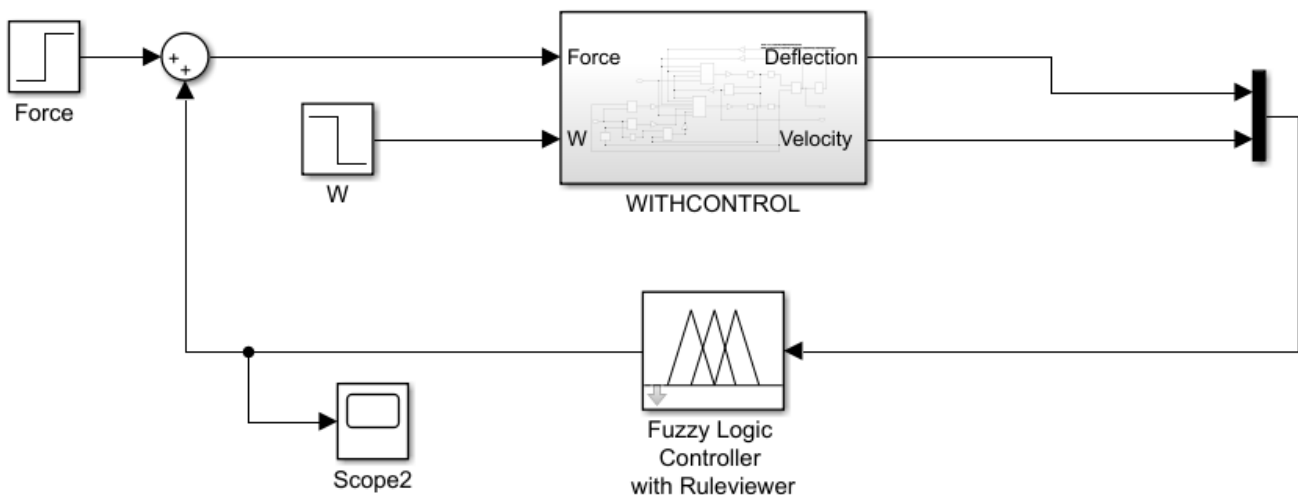 Force
+
+
Force
Deflection
W
Velocity
W
WITHCONTROL
Fuzzy Logic
Controller
with Ruleviewer
Scope2